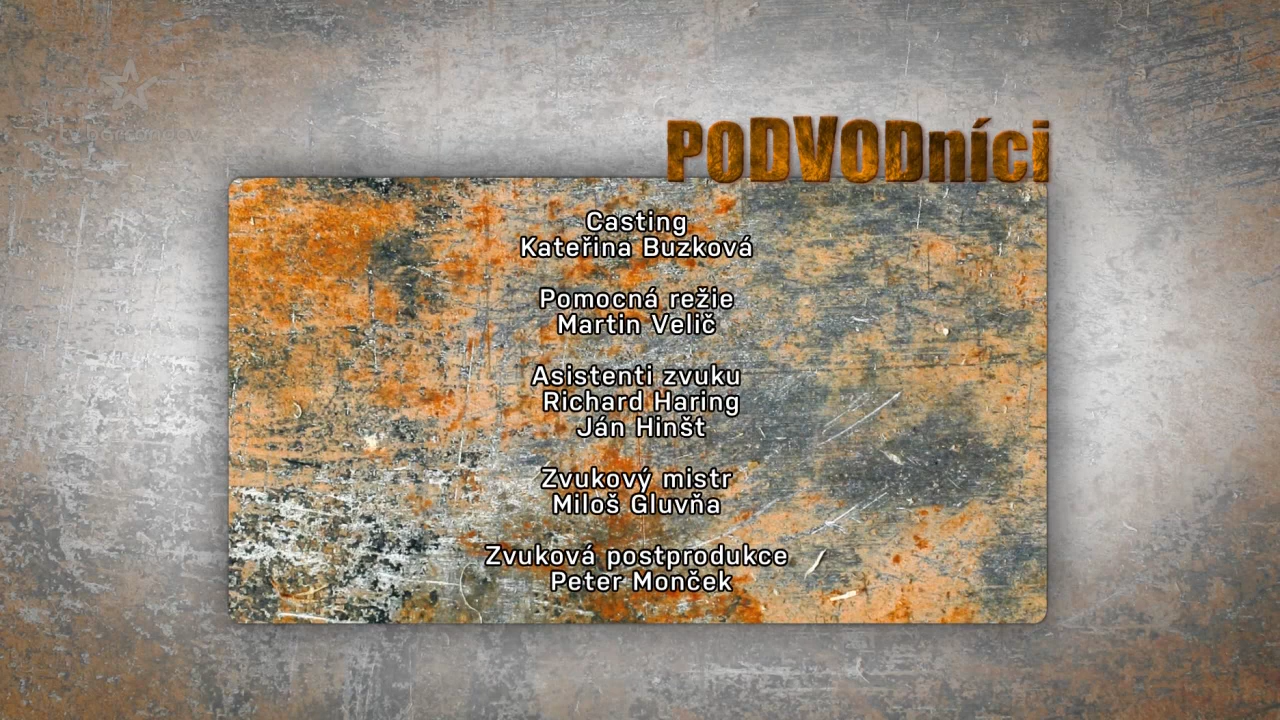 PODVODníci
Casting
Kateřina Buzková
Pomocná režie
Martin Velič
Asistenti zvuku
Richard Haring
Ján Hinšt
Zvukový mistr
Miloš Gluvňa
Zvuková postprodukce
Peter Monček